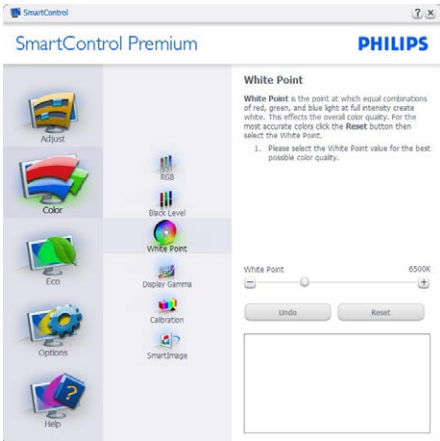 SmartControl
SmartControl Premium
PHILIPS
Adjust
Color
Eco
Options
Help
RGB
Black Level
White Point
Display Gamma
Calibration
SmartImage
White Point
White Point is the point at which equal combinations
of red, green, and blue light at full intensity create
white. This effects the overall color quality. For the
most accurate colors click the Reset button then
select the White Point.
1. Please select the White Point value for the best
possible color quality.
White Point 6500K
Undo Reset